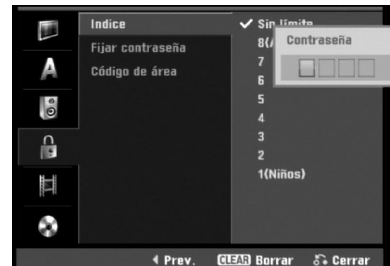 Indice
Fijar contraseña
Código de área
✓ Sin límite
8(A
7
6
5
4
3
2
1(Niños)
Contraseña
◀ Prev. CLEAR Borrar Cerrar